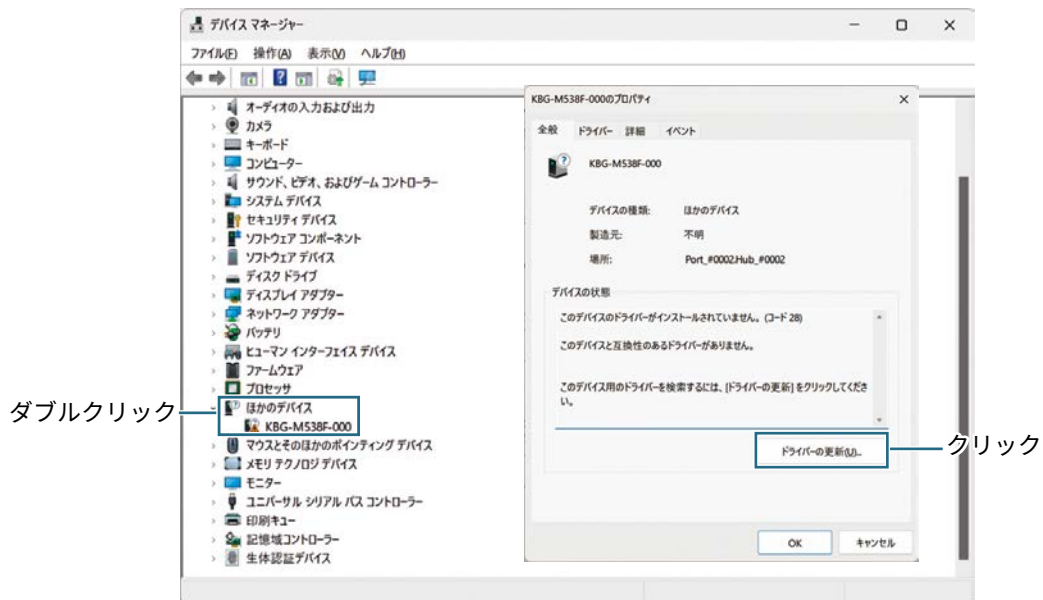 デバイス マネージャー
ファイル(F) 操作(A) 表示(V) ヘルプ(H)
オーディオの入力および出力
カメラ
キーボード
コンピューター
サウンド、ビデオ、およびゲーム コントローラー
システム デバイス
セキュリティ デバイス
ソフトウェア コンポーネント
ソフトウェア デバイス
ディスク ドライブ
ディスプレイ アダプター
ネットワーク アダプター
バッテリ
ヒューマン インターフェイス デバイス
ファームウェア
プロセッサ
ほかのデバイス
KBG-M538F-000
マウスとそのほかのポインティング デバイス
メモリ テクノロジ デバイス
モニター
ユニバーサル シリアル バス コントローラー
印刷キュー
記憶域コントローラー
生体認証デバイス
ダブルクリック
KBG-M538F-000のプロパティ
全般 ドライバー 詳細 イベント
KBG-M538F-000
デバイスの種類: ほかのデバイス
製造元: 不明
場所: Port_#0002.Hub_#0002
デバイスの状態
このデバイスのドライバーがインストールされていません。(コード 28)
このデバイスと互換性のあるドライバーがありません。
このデバイス用のドライバーを検索するには、[ドライバーの更新] をクリックしてくださ
い。
ドライバーの更新(U)...
クリック
OK キャンセル